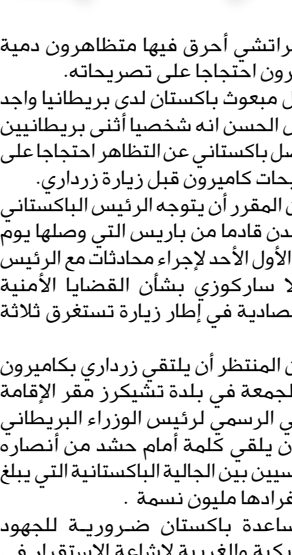 راتشي أحرق فيها متظاهرون دمية
رون احتجاجا على تصريحاته.
ل مبعوث باكستان لدى بريطانيا واجد
س الحسن انه شخصيا أثنى بريطانيين
صل باكستاني عن التظاهر احتجاجا على
يحات كاميرون قبل زيارة زرداري.
ن المقرر أن يتوجه الرئيس الباكستاني
دن قادما من باريس التي وصلها يوم
الأول الأحد لإجراء محادثات مع الرئيس
لا ساركوزي بشأن القضايا الأمنية
صادية في إطار زيارة تستغرق ثلاثة
ن المنتظر أن يلتقي زرداري بكاميرون
لجمعة في بلدة تشيكرز مقر الإقامة
ي الرسمي لرئيس الوزراء البريطاني
ن يلقي كلمة أمام حشد من أنصاره
سيين بين الجالية الباكستانية التي يبلغ
فرادها مليون نسمة .
ساعدة باكستان ضرورية للجهود
يكية والغربية لإشاعة الاستقرار في